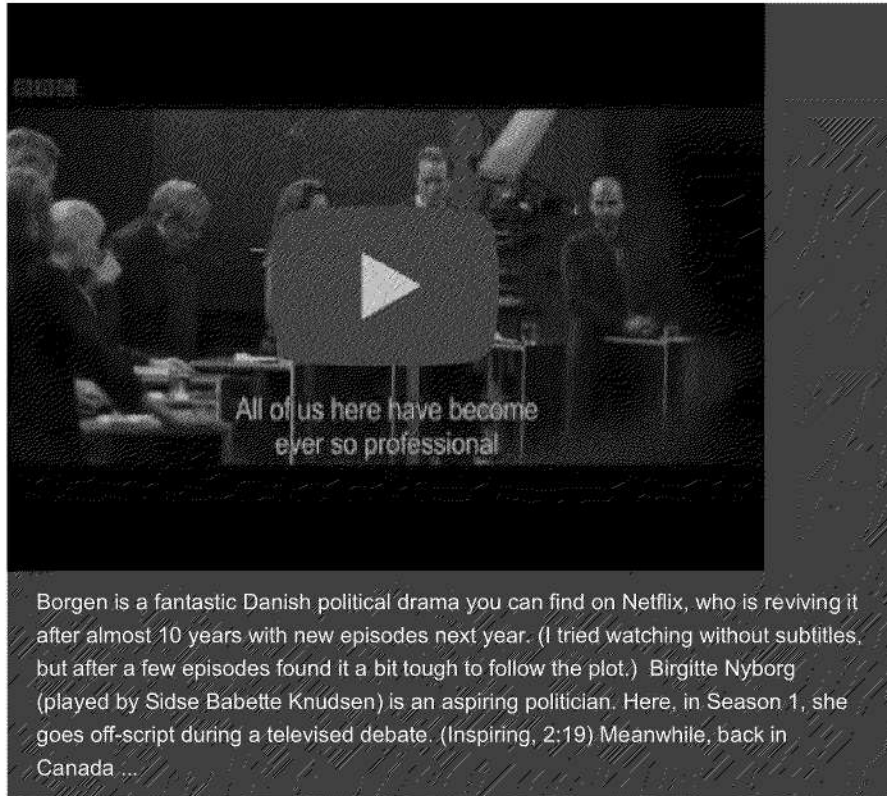 All of us here have become
ever so professional
Borgen is a fantastic Danish political drama you can find on Netflix, who is reviving it
after almost 10 years with new episodes next year. (I tried watching without subtitles,
but after a few episodes found it a bit tough to follow the plot.)  Birgitte Nyborg
(played by Sidse Babette Knudsen) is an aspiring politician. Here, in Season 1, she
goes off-script during a televised debate. (Inspiring, 2:19) Meanwhile, back in
Canada ...